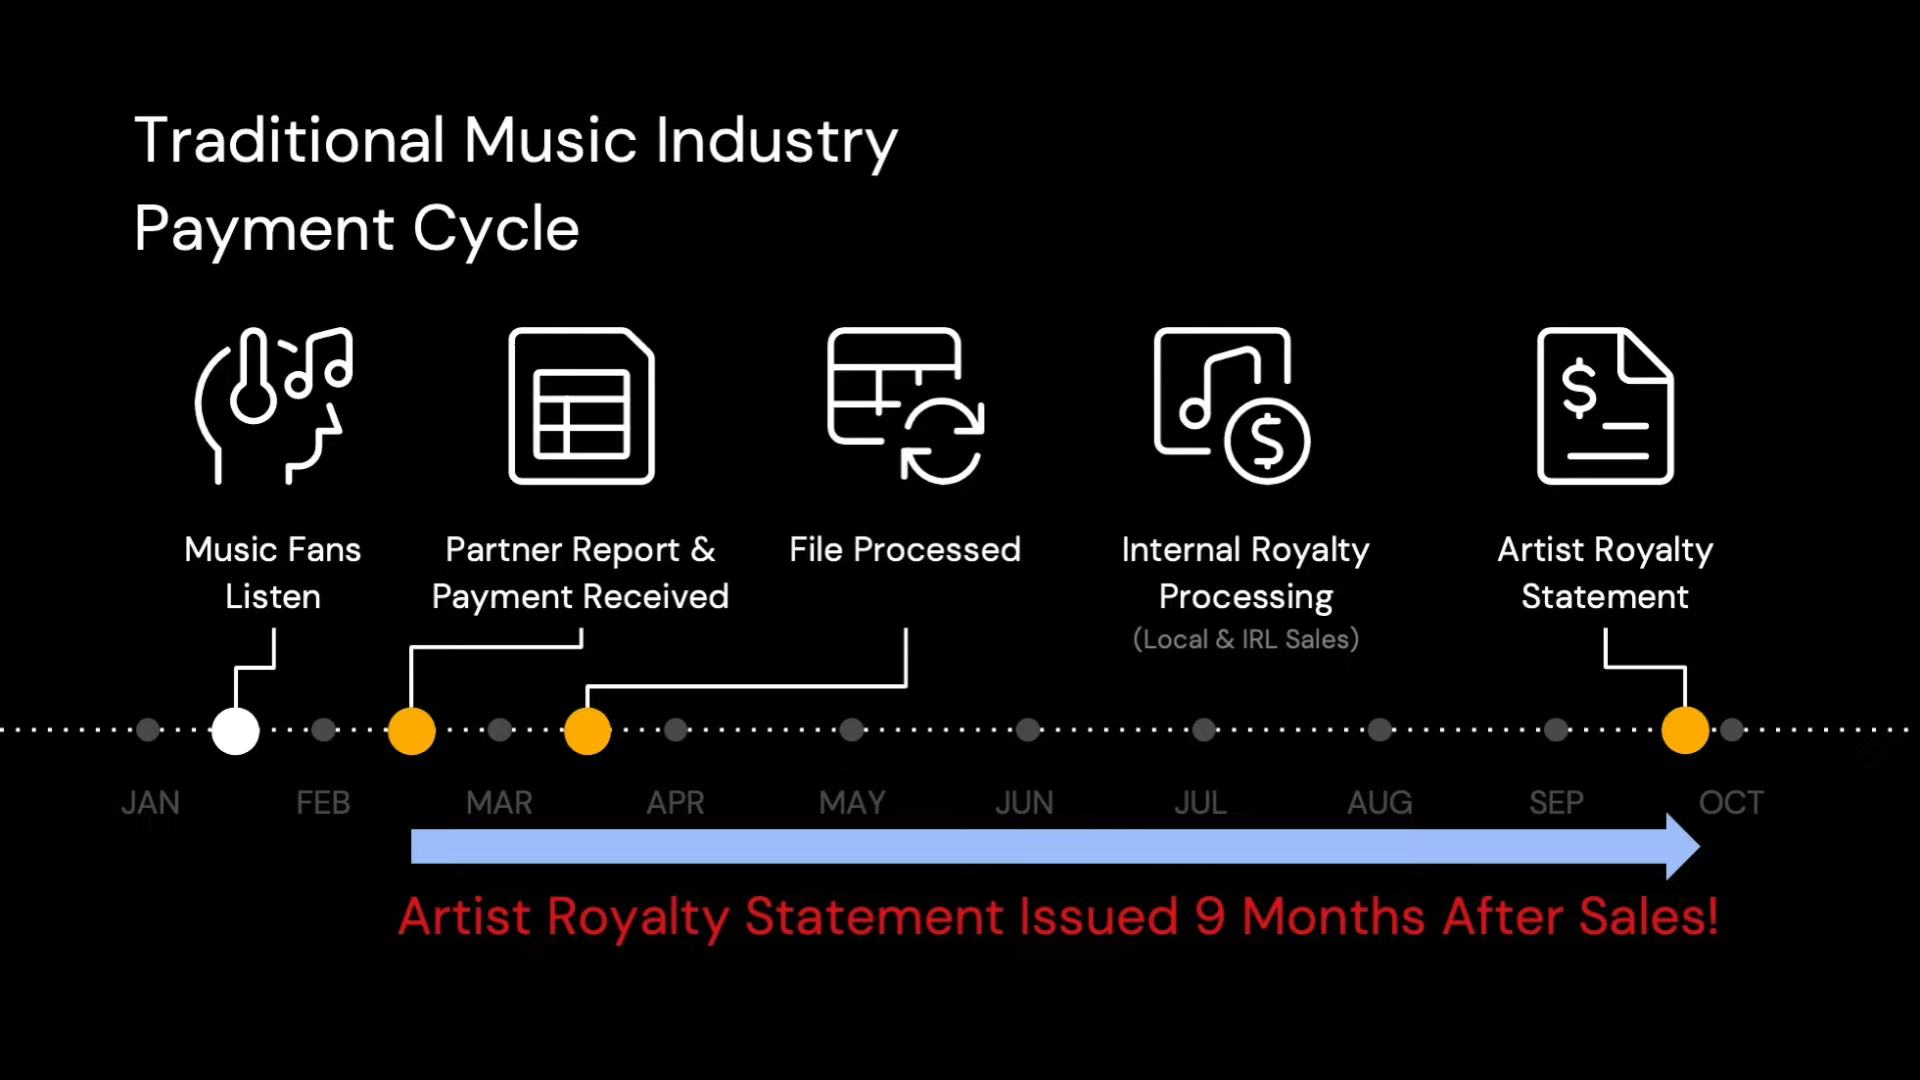 Traditional Music Industry
Payment Cycle
Music Fans
Listen
Partner Report &
Payment Received
File Processed
Internal Royalty
Processing
(Local & IRL Sales)
Artist Royalty
Statement
JAN FEB MAR APR MAY JUN JUL AUG SEP OCT
Artist Royalty Statement Issued 9 Months After Sales!